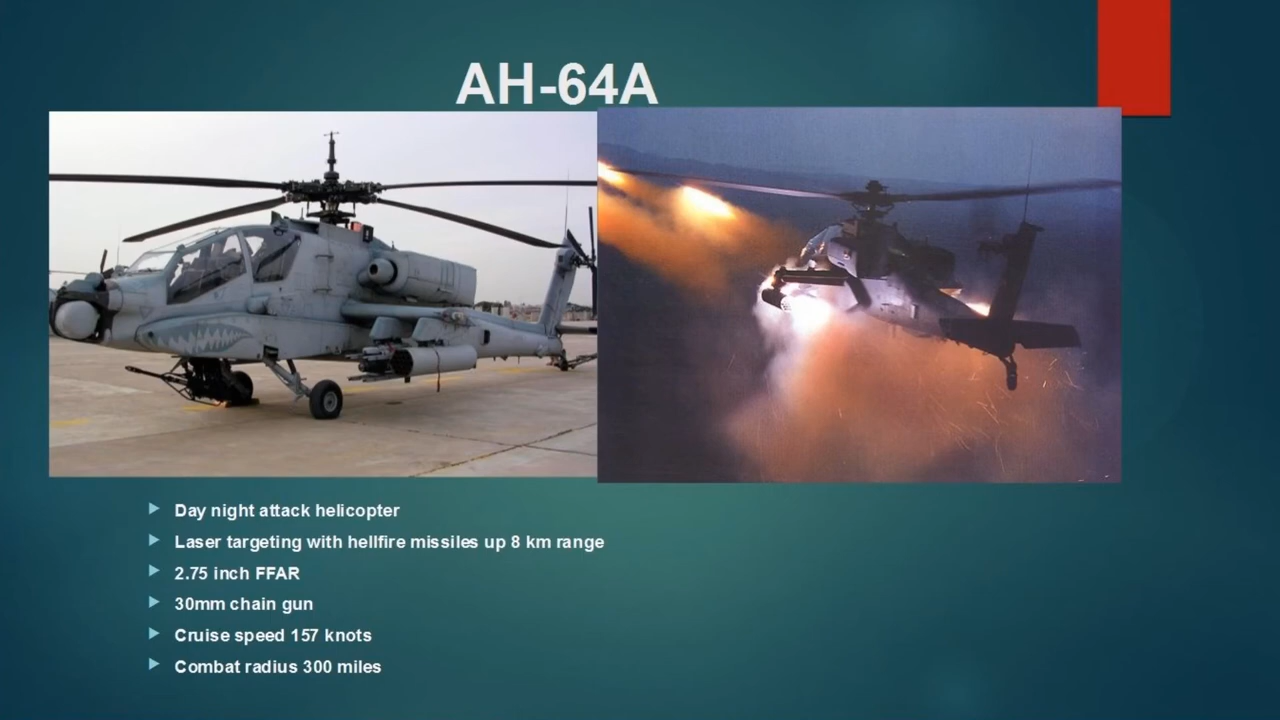 AH-64A
Day night attack helicopter
Laser targeting with hellfire missiles up 8 km range
2.75 inch FFAR
30mm chain gun
Cruise speed 157 knots
Combat radius 300 miles